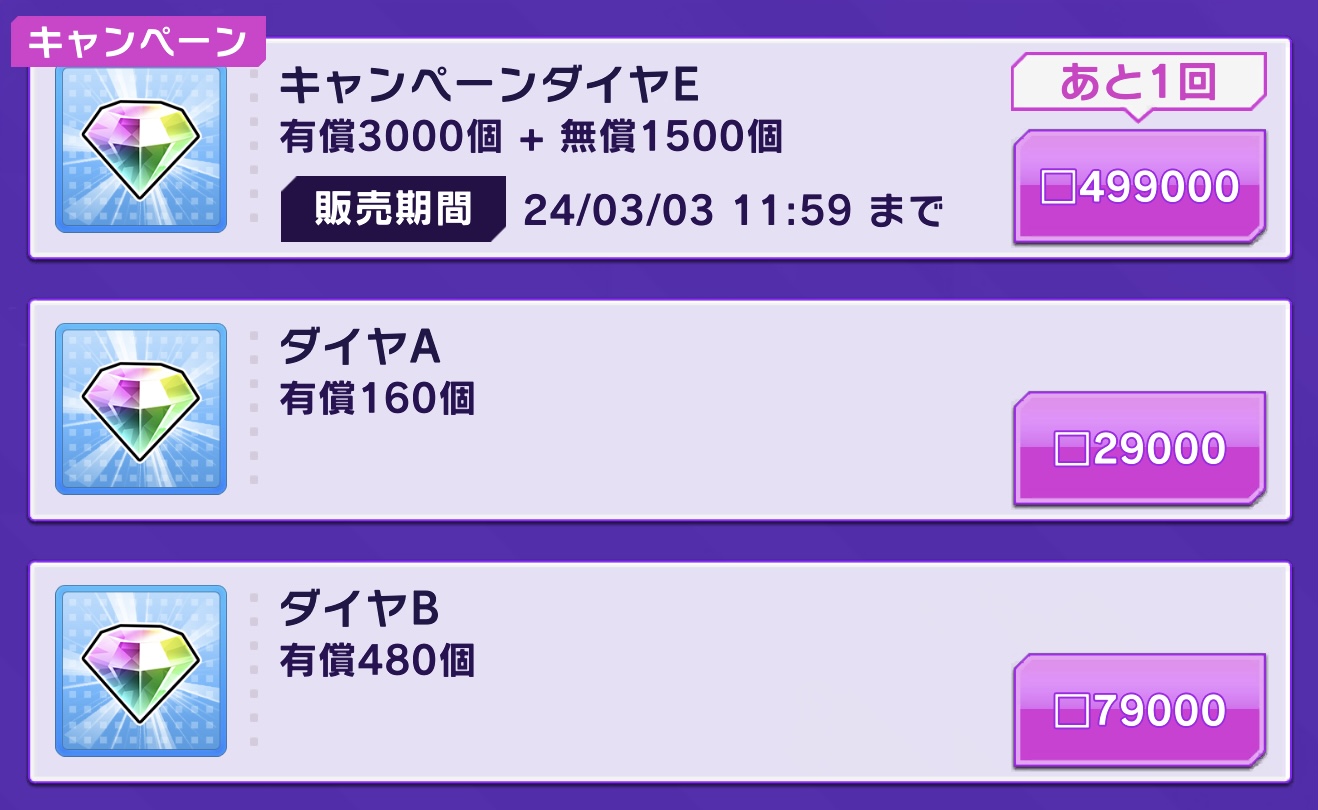 キャンペーン
キャンペーンダイヤE
あと1回
有償3000個 + 無償1500個
□499000
販売期間 24/03/03 11:59 まで
ダイヤA
有償160個
□29000
ダイヤB
有償480個
□79000